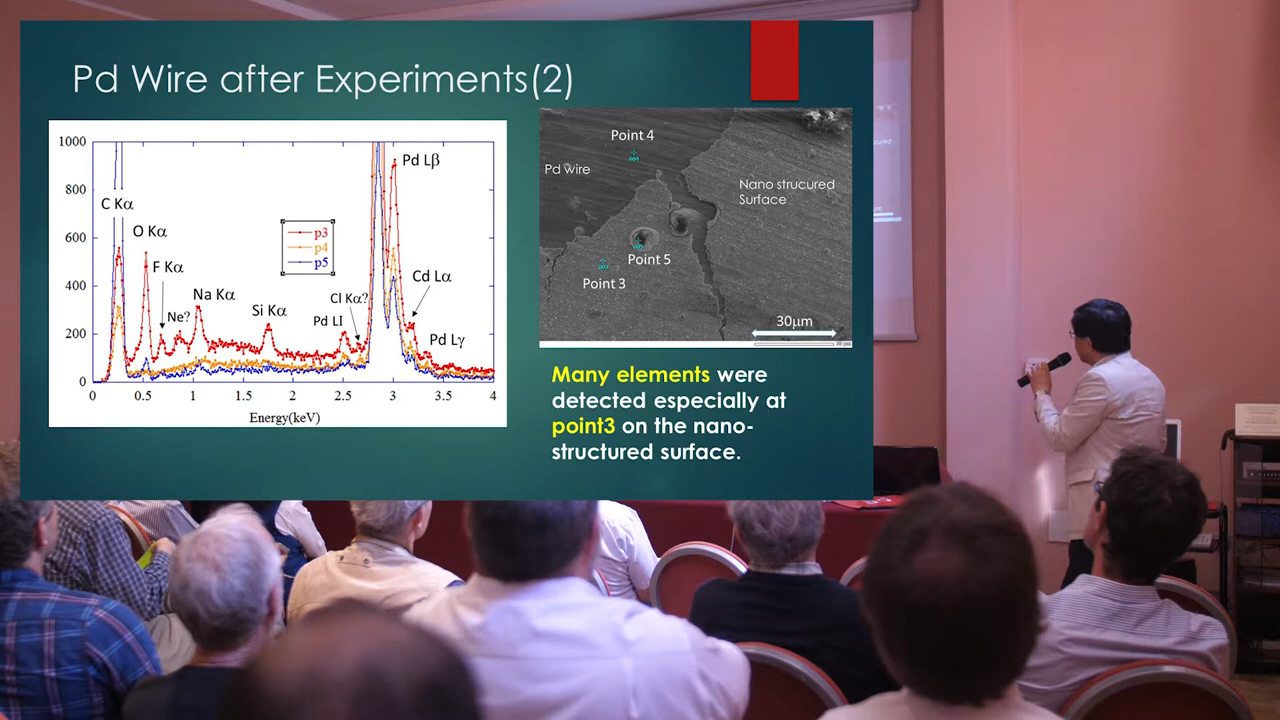 Pd Wire after Experiments(2)
1000
800
600
400
200
0
0 0.5 1 1.5 2 2.5 3 3.5 4
Energy(keV)
C Kα
O Kα
F Kα
Ne?
Na Kα
Si Kα
p3
p4
p5
Cl Kα?
Pd LI
Pd Lβ
Cd Lα
Pd Lγ
Point 4
004
Pd wire
Nano strucured
Surface
Point 5
Point 3
30μm
Many elements were
detected especially at
point3 on the nano-
structured surface.